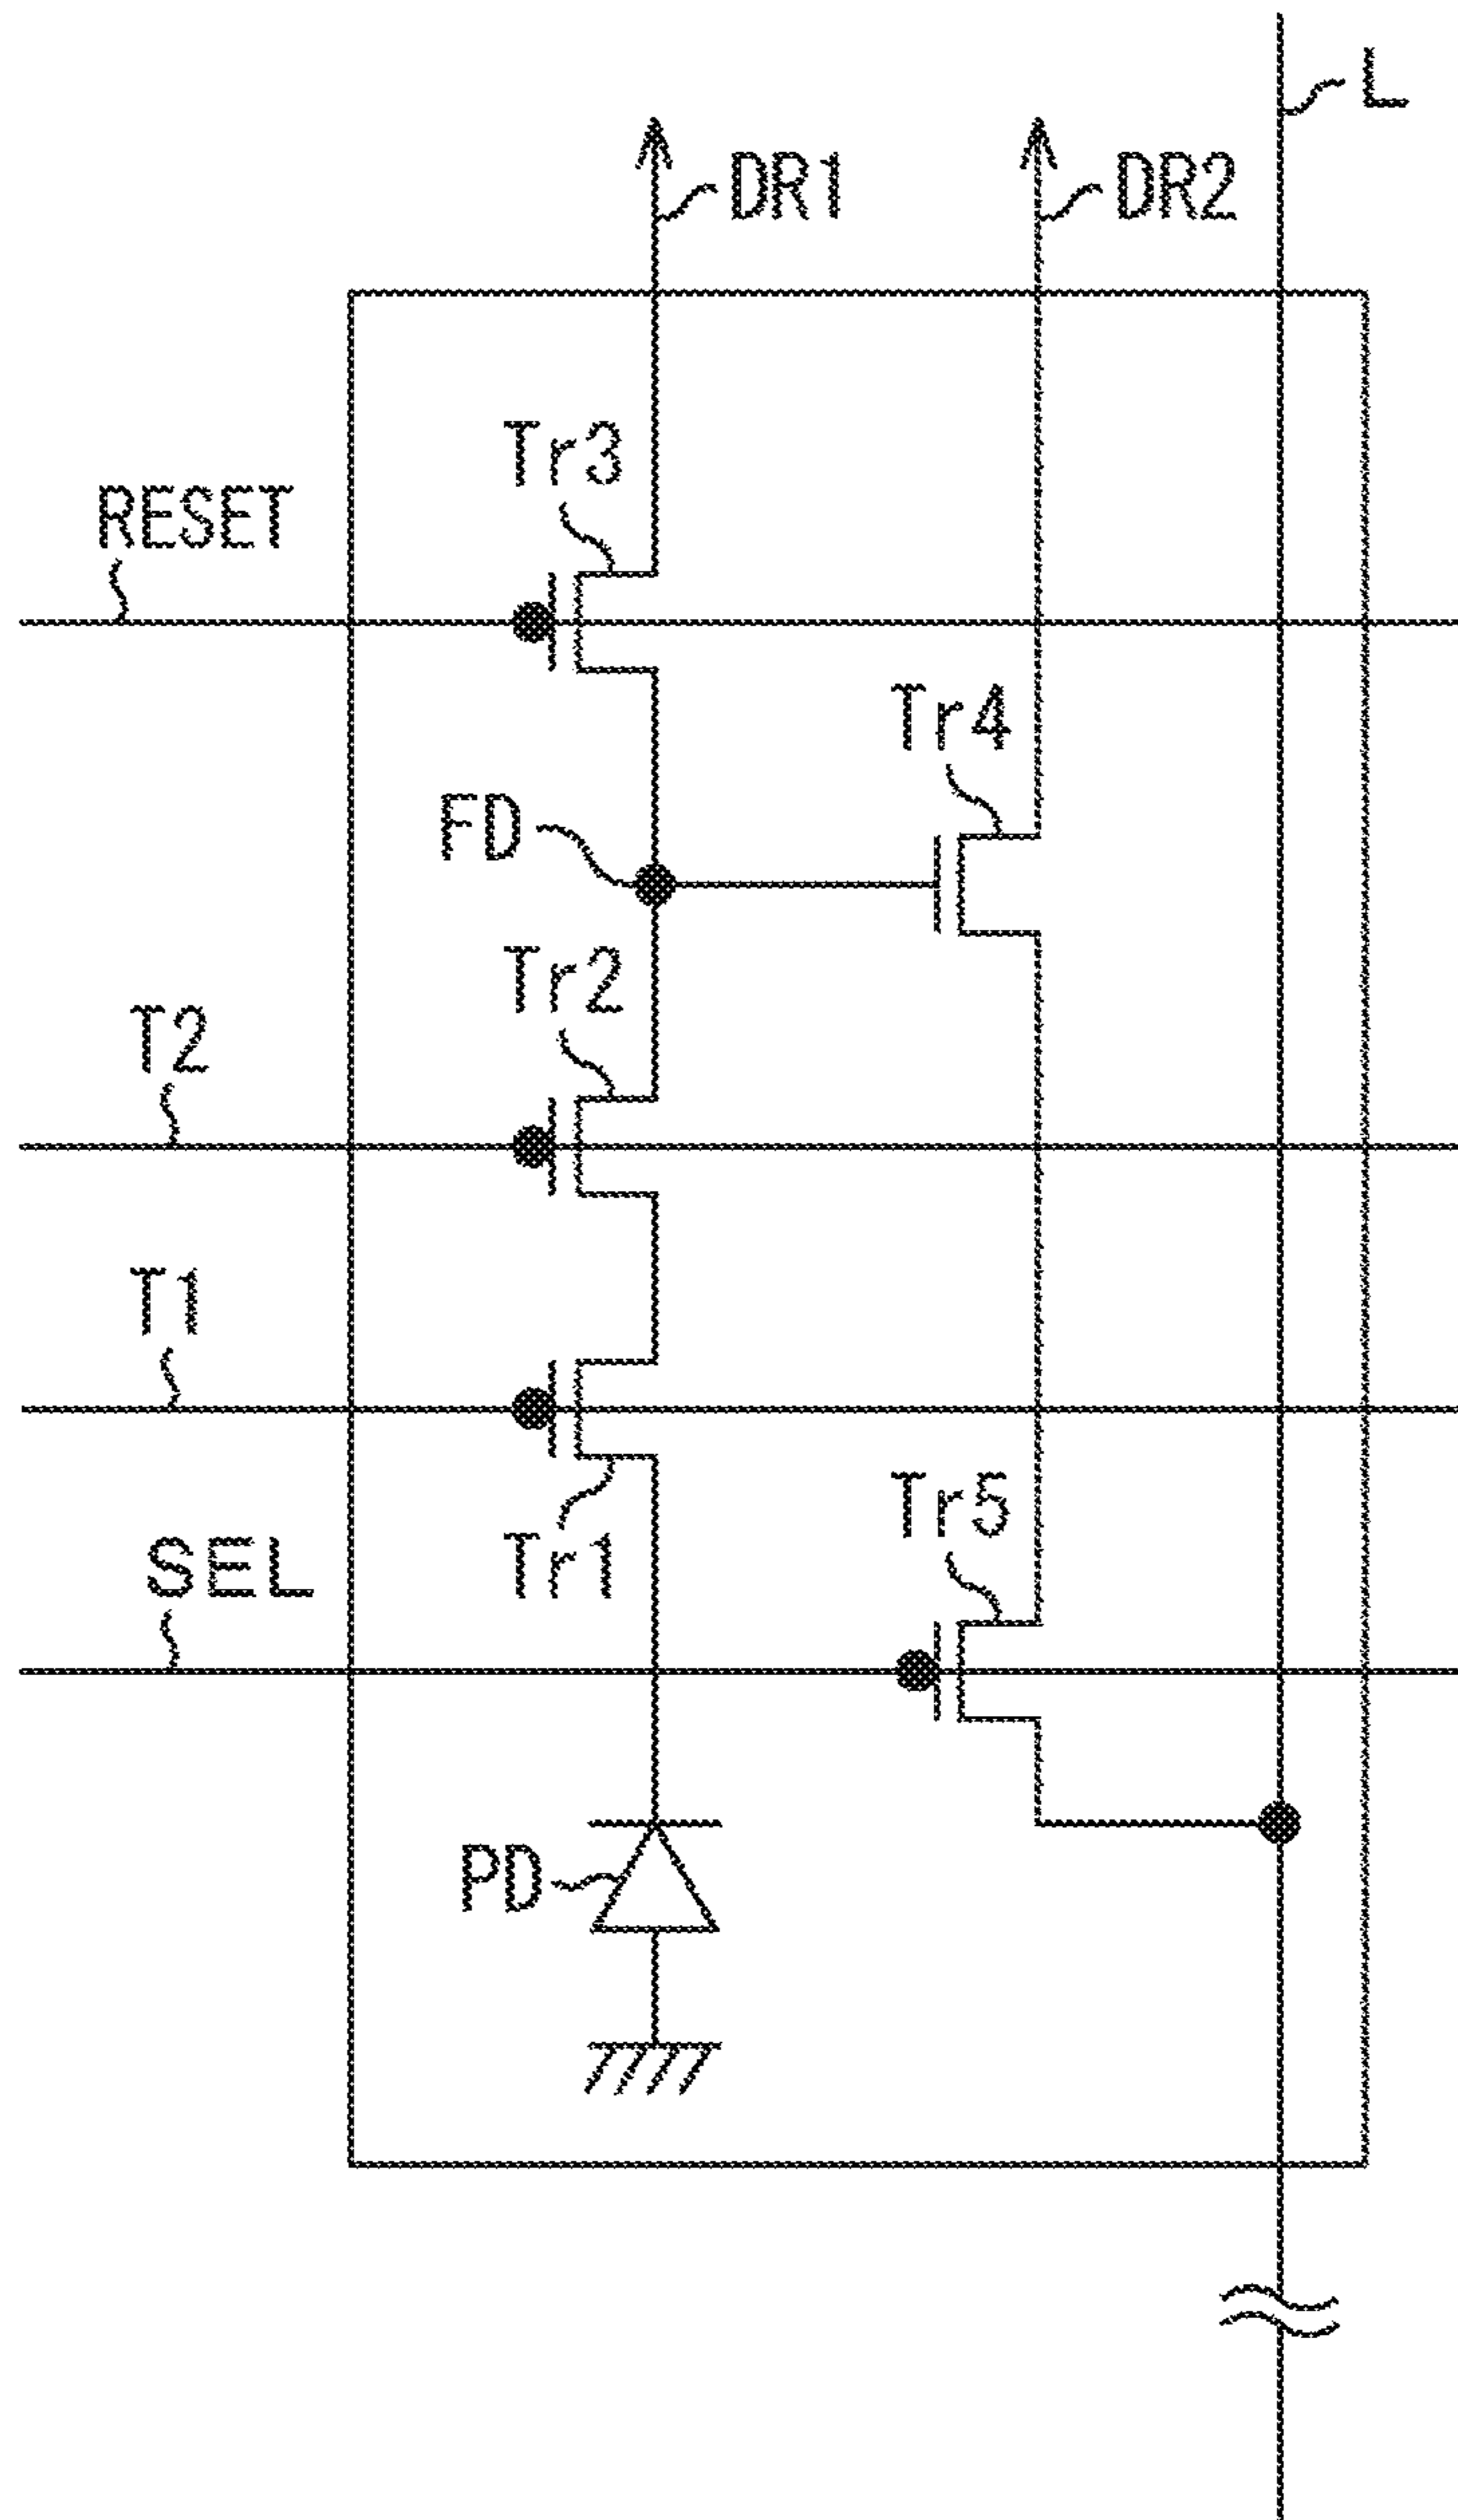 L
DR1
DR2
Tr3
RESET
Tr4
FD
Tr2
T2
T1
Tr5
Tr1
SEL
PD